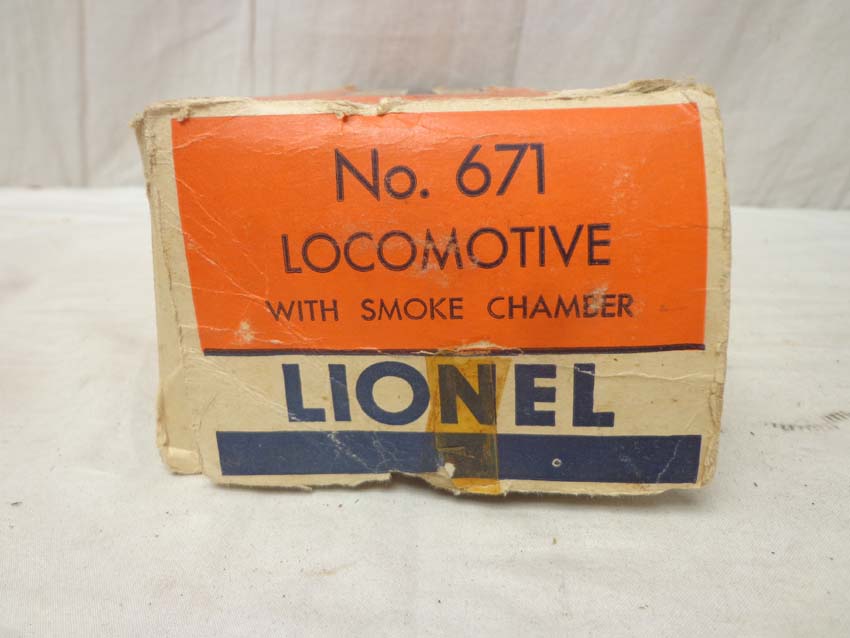 No. 671
LOCOMOTIVE
WITH SMOKE CHAMBER
LIONEL